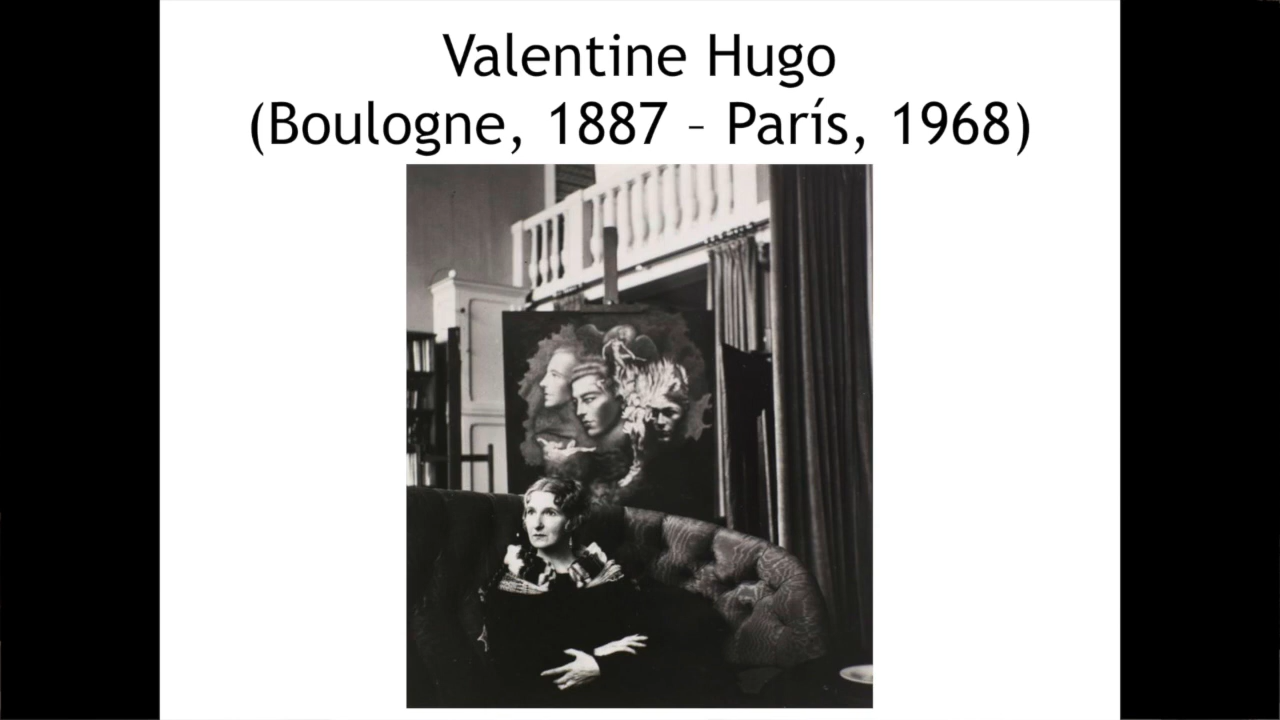 Valentine Hugo
(Boulogne, 1887 – París, 1968)